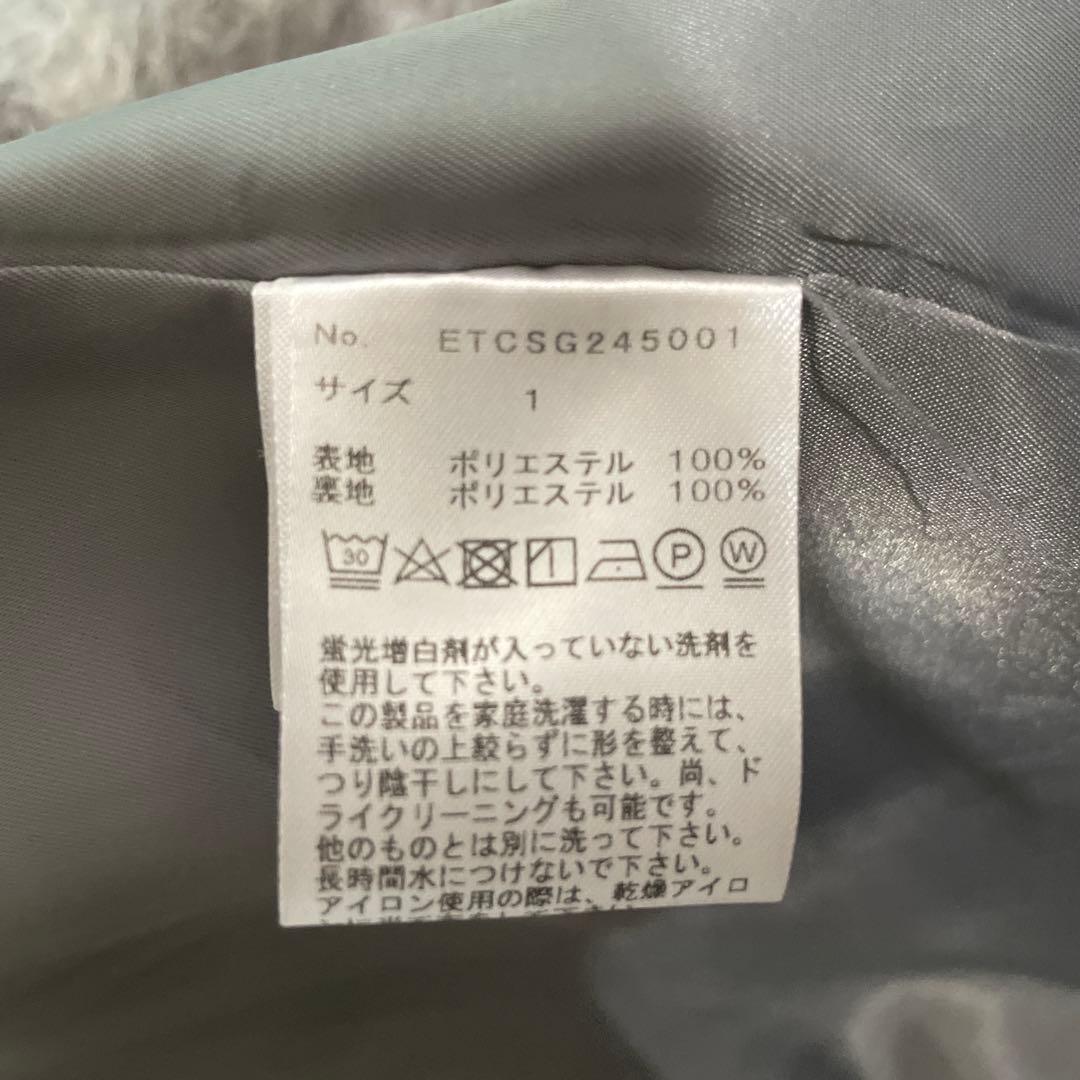 No. ETCSG245001
サイズ 1
表地 ポリエステル 100%
裏地 ポリエステル 100%
30 P W
蛍光増白剤が入っていない洗剤を
使用して下さい。
この製品を家庭洗濯する時には、
手洗いの上絞らずに形を整えて、
つり陰干しにして下さい。尚、ド
ライクリーニングも可能です。
他のものとは別に洗って下さい。
長時間水につけないで下さい。
アイロン使用の際は、乾燥アイロ